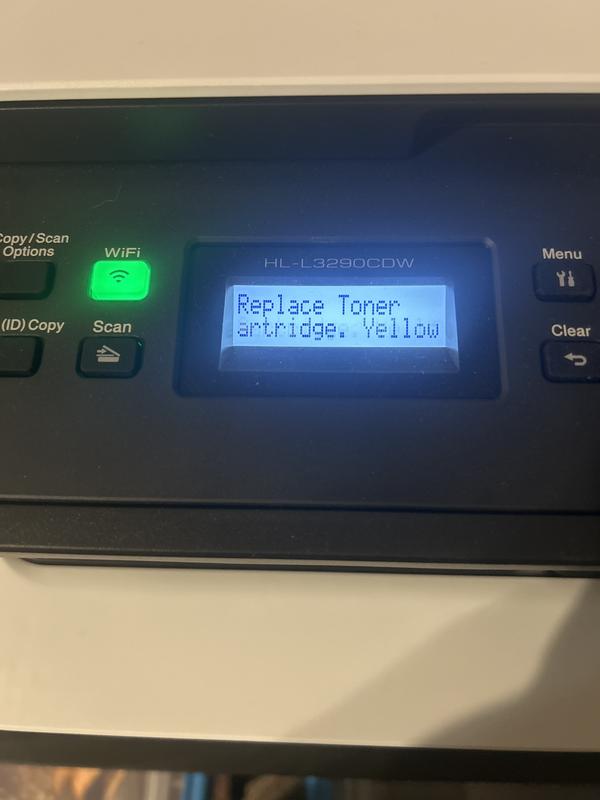 Copy/Scan
Options
WiFi
HL-L3290CDW
Menu
Replace Toner
artridge. Yellow
(ID) Copy
Scan
Clear